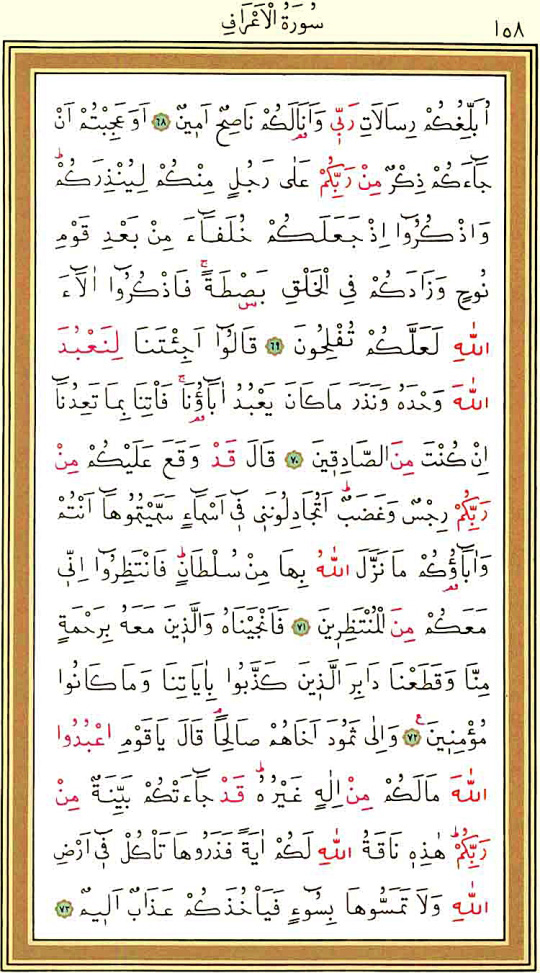 سُورَةُ الْاَعْرَافِ
١٥٨
اُبَلِّغُكُمْ رِسَالَاتِ رَبّ۪ي وَاَنَا۬لَكُمْ نَاصِحٌ اَم۪ينٌ ﴿٦٨﴾ اَوَعَجِبْتُمْ اَنْ
جَٓاءَكُمْ ذِكْرٌ مِنْ رَبِّكُمْ عَلٰى رَجُلٍ مِنْكُمْ لِيُنْذِرَكُمْۜ
وَاذْكُرُٓوا اِذْ جَعَلَكُمْ خُلَفَٓاءَ مِنْ بَعْدِ قَوْمِ
نُوحٍ وَزَادَكُمْ فِي الْخَلْقِ بَصْۣطَةًۚ فَاذْكُرُٓوا اٰلَٓاءَ
اللّٰهِ لَعَلَّكُمْ تُفْلِحُونَ ﴿٦٩﴾ قَالُٓوا اَجِئْتَنَا لِنَعْبُدَ
اللّٰهَ وَحْدَهُ وَنَذَرَ مَا كَانَ يَعْبُدُ اٰبَٓاؤُ۬نَاۚ فَأْتِنَا بِمَا تَعِدُنَٓا
اِنْ كُنْتَ مِنَ الصَّادِق۪ينَ ﴿٧٠﴾ قَالَ قَدْ وَقَعَ عَلَيْكُمْ مِنْ
رَبِّكُمْ رِجْسٌ وَغَضَبٌۜ اَتُجَادِلُونَن۪ي ف۪ٓي اَسْمَٓاءٍ سَمَّيْتُمُوهَٓا اَنْتُمْ
وَاٰبَٓاؤُ۬كُمْ مَا نَزَّلَ اللّٰهُ بِهَا مِنْ سُلْطَانٍۜ فَانْتَظِرُٓوا اِنّ۪ي
مَعَكُمْ مِنَ الْمُنْتَظِر۪ينَ ﴿٧١﴾ فَاَنْجَيْنَاهُ وَالَّذ۪ينَ مَعَهُ بِرَحْمَةٍ
مِنَّا وَقَطَعْنَا دَابِرَ الَّذ۪ينَ كَذَّبُوا بِاٰيَاتِنَا وَمَا كَانُوا
مُؤْمِن۪ينَ ﴿٧٢﴾ وَاِلٰى ثَمُودَ اَخَاهُمْ صَالِحاًۢ قَالَ يَا قَوْمِ اعْبُدُوا
اللّٰهَ مَا لَكُمْ مِنْ اِلٰهٍ غَيْرُهُۜ قَدْ جَٓاءَتْكُمْ بَيِّنَةٌ مِنْ
رَبِّكُمْۜ هٰذِه۪ نَاقَةُ اللّٰهِ لَكُمْ اٰيَةً فَذَرُوهَا تَأْكُلْ ف۪ٓي اَرْضِ
اللّٰهِ وَلَا تَمَسُّوهَا بِسُٓوءٍ فَيَأْخُذَكُمْ عَذَابٌ اَل۪يمٌ ﴿٧٣﴾